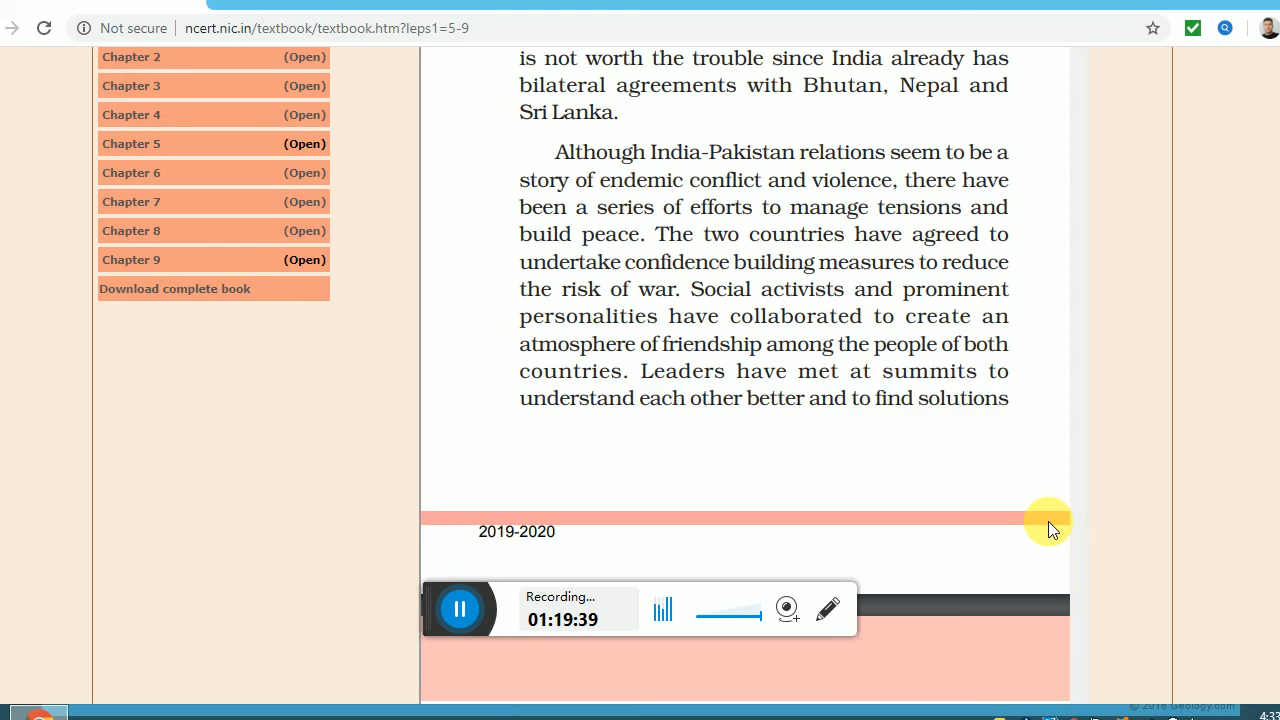 Not secure
ncert.nic.in/textbook/textbook.htm?leps1=5-9
Chapter 2 (Open)
Chapter 3 (Open)
Chapter 4 (Open)
Chapter 5 (Open)
Chapter 6 (Open)
Chapter 7 (Open)
Chapter 8 (Open)
Chapter 9 (Open)
Download complete book
is not worth the trouble since India already has
bilateral agreements with Bhutan, Nepal and
Sri Lanka.
Although India-Pakistan relations seem to be a
story of endemic conflict and violence, there have
been a series of efforts to manage tensions and
build peace. The two countries have agreed to
undertake confidence building measures to reduce
the risk of war. Social activists and prominent
personalities have collaborated to create an
atmosphere of friendship among the people of both
countries. Leaders have met at summits to
understand each other better and to find solutions
2019-2020
Recording...
01:19:39
© 2018 Geology.com
4:33